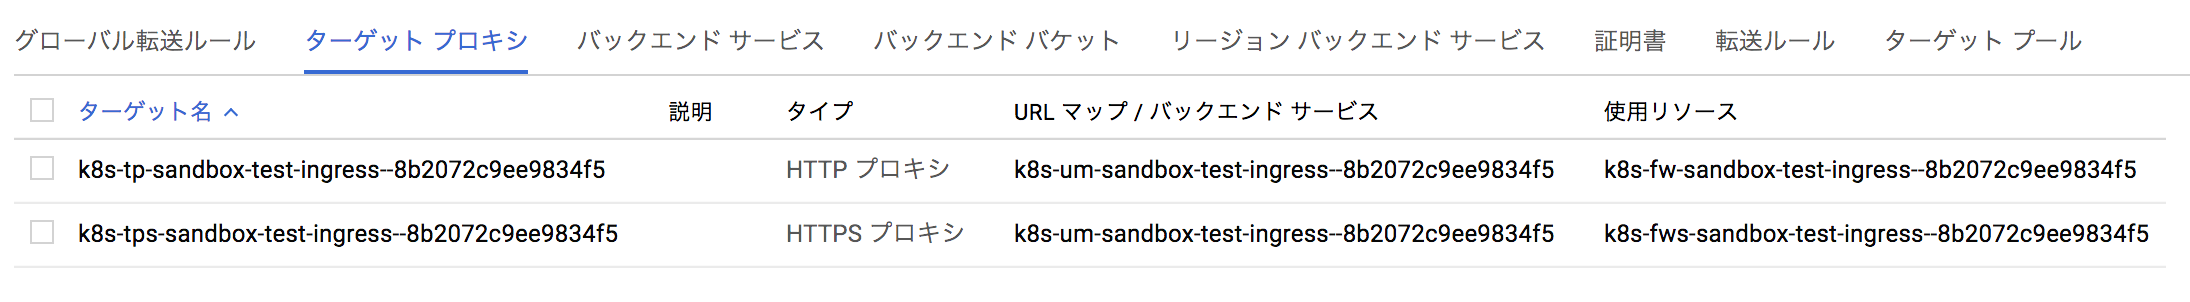 グローバル転送ルール ターゲット プロキシ バックエンド サービス バックエンド バケット リージョン バックエンド サービス 証明書 転送ルール ターゲット プール
ターゲット名 説明 タイプ URL マップ / バックエンド サービス 使用リソース
k8s-tp-sandbox-test-ingress--8b2072c9ee9834f5 HTTP プロキシ k8s-um-sandbox-test-ingress--8b2072c9ee9834f5 k8s-fw-sandbox-test-ingress--8b2072c9ee9834f5
k8s-tps-sandbox-test-ingress--8b2072c9ee9834f5 HTTPS プロキシ k8s-um-sandbox-test-ingress--8b2072c9ee9834f5 k8s-fws-sandbox-test-ingress--8b2072c9ee9834f5